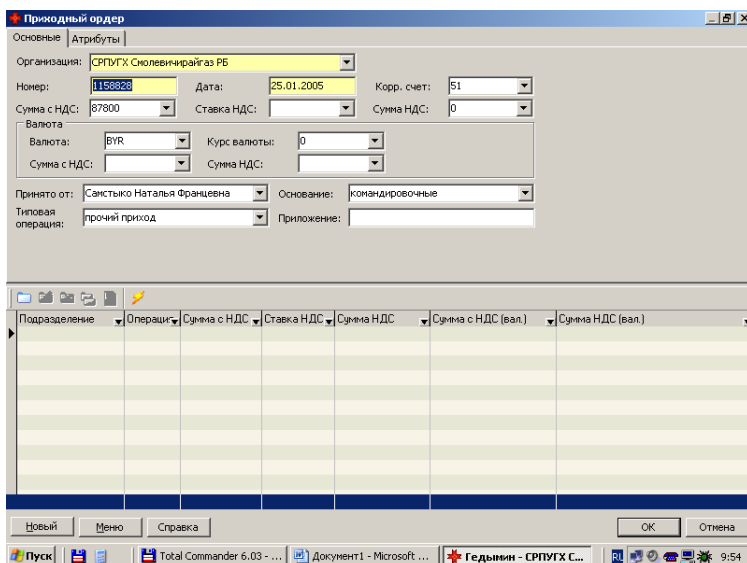 Приходный ордер
Основные Атрибуты
Организация: СРПУГХ Смолевичирайгаз РБ
Номер: 1158828 Дата: 25.01.2005 Корр. счет: 51
Сумма с НДС: 87800 Ставка НДС: Сумма НДС: 0
Валюта
Валюта: BYR Курс валюты: 0
Сумма с НДС: Сумма НДС:
Принято от: Самстыко Наталья Францевна Основание: командировочные
Типовая операция: прочий приход Приложение:
Подразделение Операция Сумма с НДС Ставка НДС Сумма НДС Сумма с НДС (вал.) Сумма НДС (вал.)
Новый Меню Справка ОК Отмена
Пуск Total Commander 6.03 - ... Документ1 - Microsoft ... Гедымин - СРПУГХ С... RU 9:54